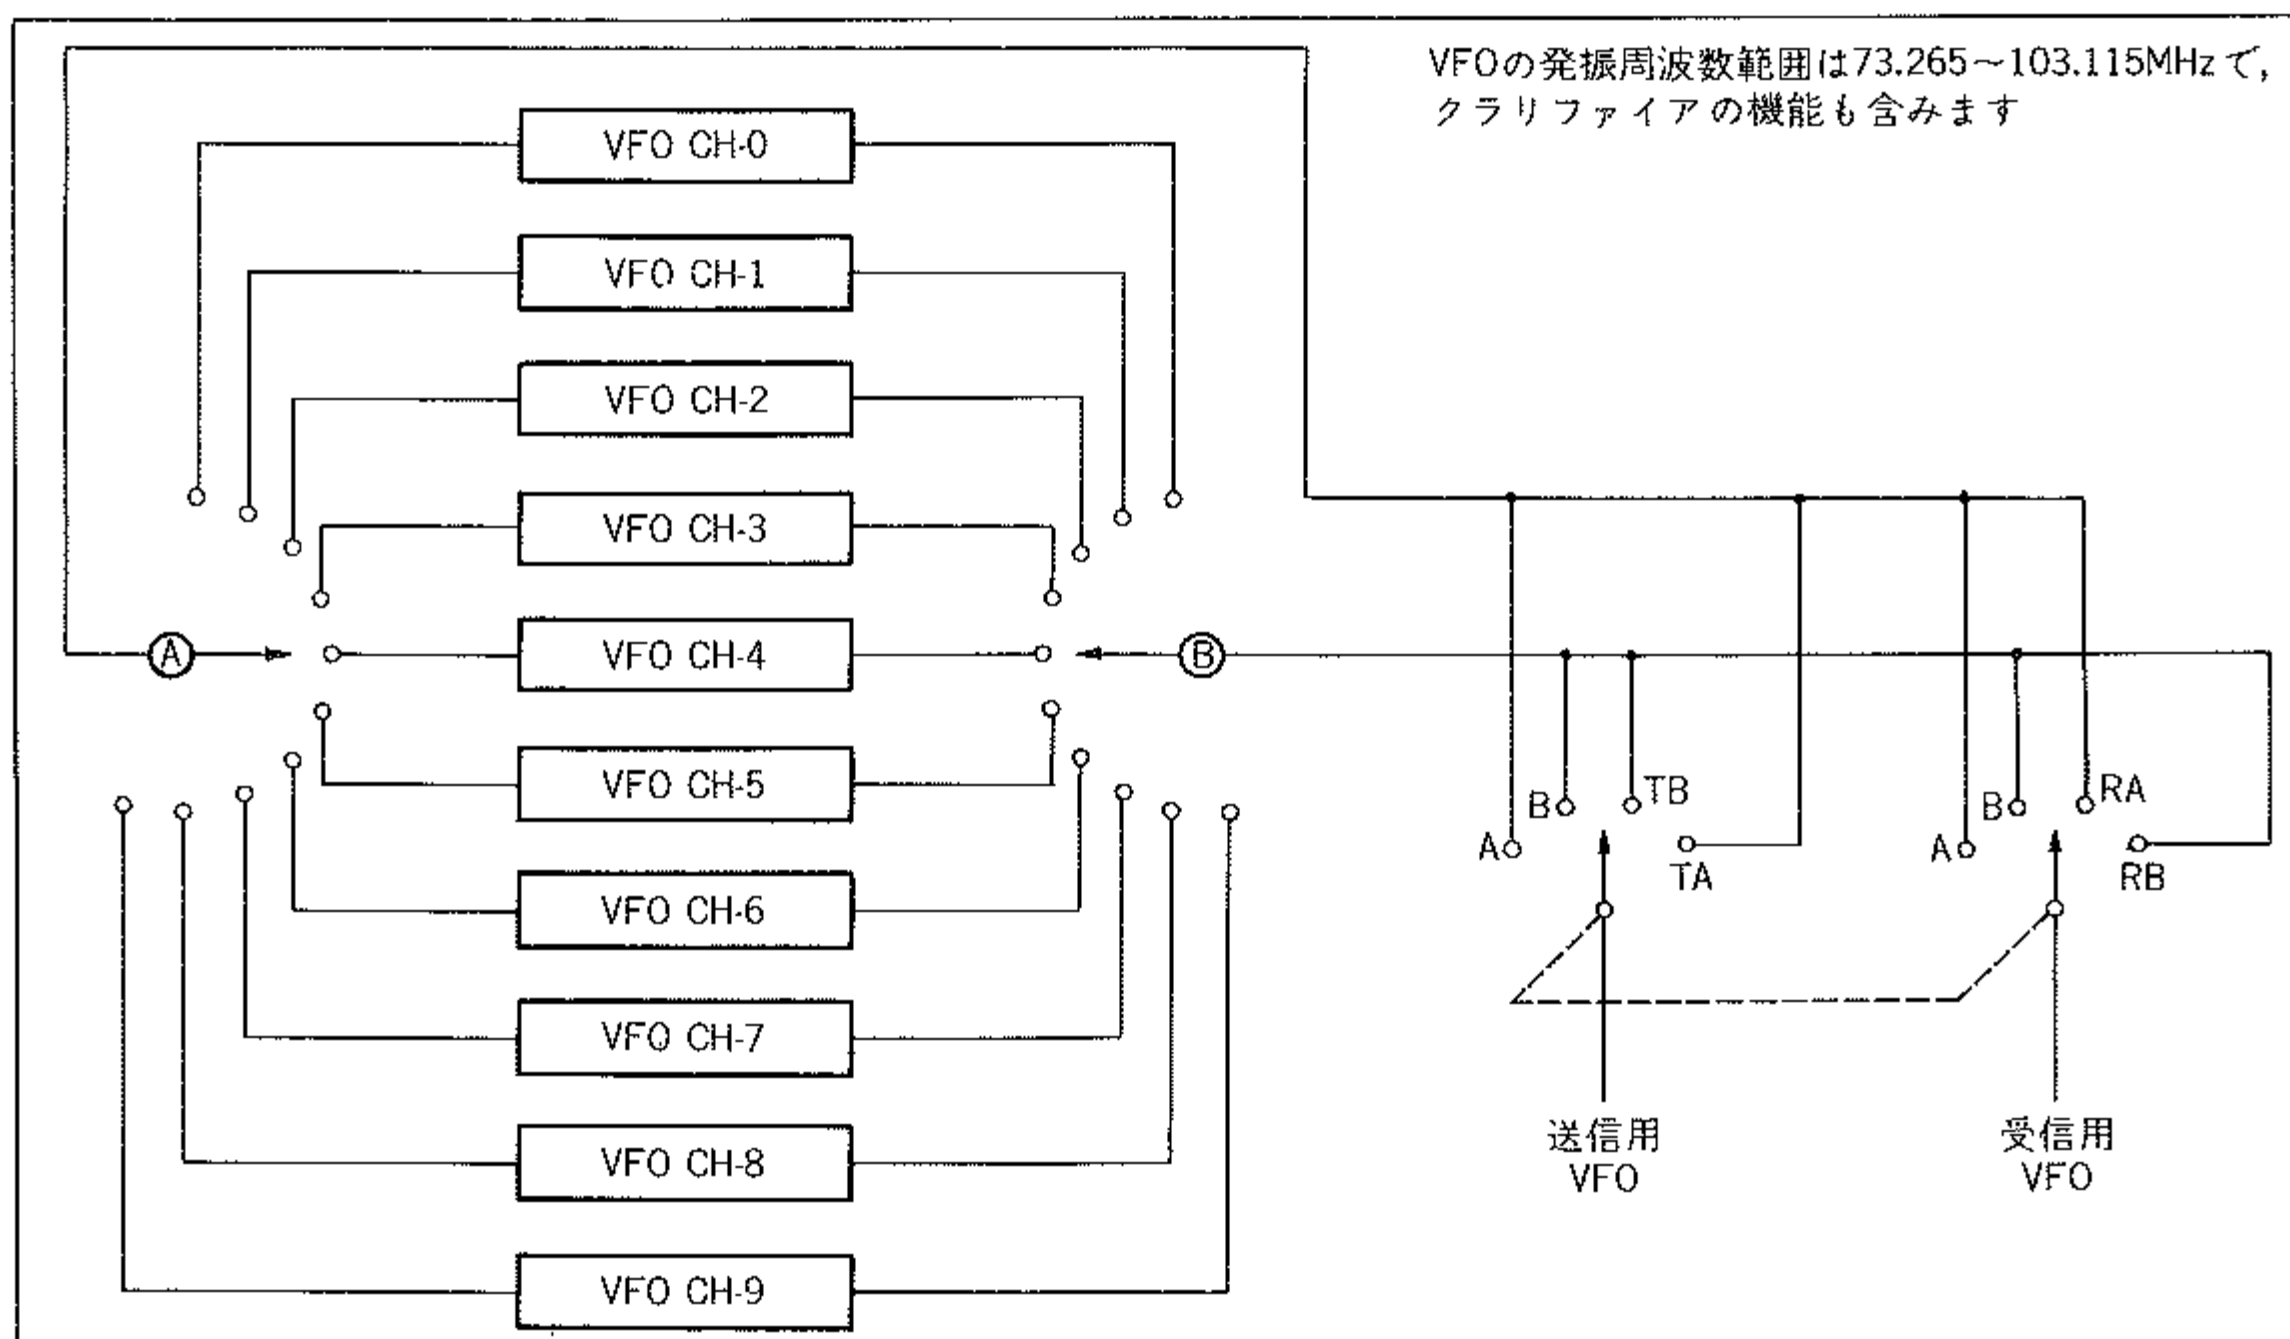 VFOの発振周波数範囲は73.265～103.115MHzで,
クラリファイアの機能も含みます
VFO CH-0
VFO CH-1
VFO CH-2
VFO CH-3
VFO CH-4
VFO CH-5
VFO CH-6
VFO CH-7
VFO CH-8
VFO CH-9
A
B
A
B
TB
TA
A
B
RA
RB
送信用
VFO
受信用
VFO